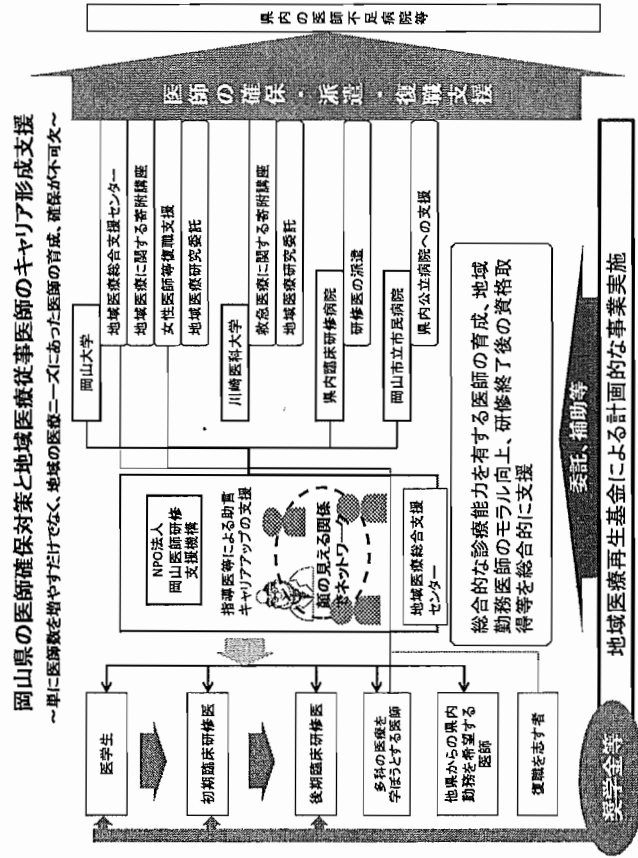 岡山県の医師確保対策と地域医療従事医師のキャリア形成支援
～単に医師数を増やすだけでなく、地域の医療ニーズにあった医師の育成、確保が不可欠～
医学生
初期臨床研修医
後期臨床研修医
多科の医療を
学ぼうとする医師
他県からの県内
勤務を希望する
医師
復職を志す者
奨学金等
NPO法人
岡山医師研修
支援機構
指導医等による助言
キャリアアップの支援
顔の見える関係
でネットワーク
地域医療総合支援
センター
岡山大学
地域医療総合支援センター
地域医療に関する寄附講座
女性医師等復職支援
地域医療研究委託
川崎医科大学
救急医療に関する寄附講座
地域医療研究委託
県内臨床研修病院
研修医の派遣
岡山市立市民病院
県内公立病院への支援
総合的な診療能力を有する医師の育成、地域
勤務医師のモラル向上、研修終了後の資格取
得等を総合的に支援
委託、補助等
地域医療再生基金による計画的な事業実施
医師の確保・派遣・復職支援
県内の医師不足病院等